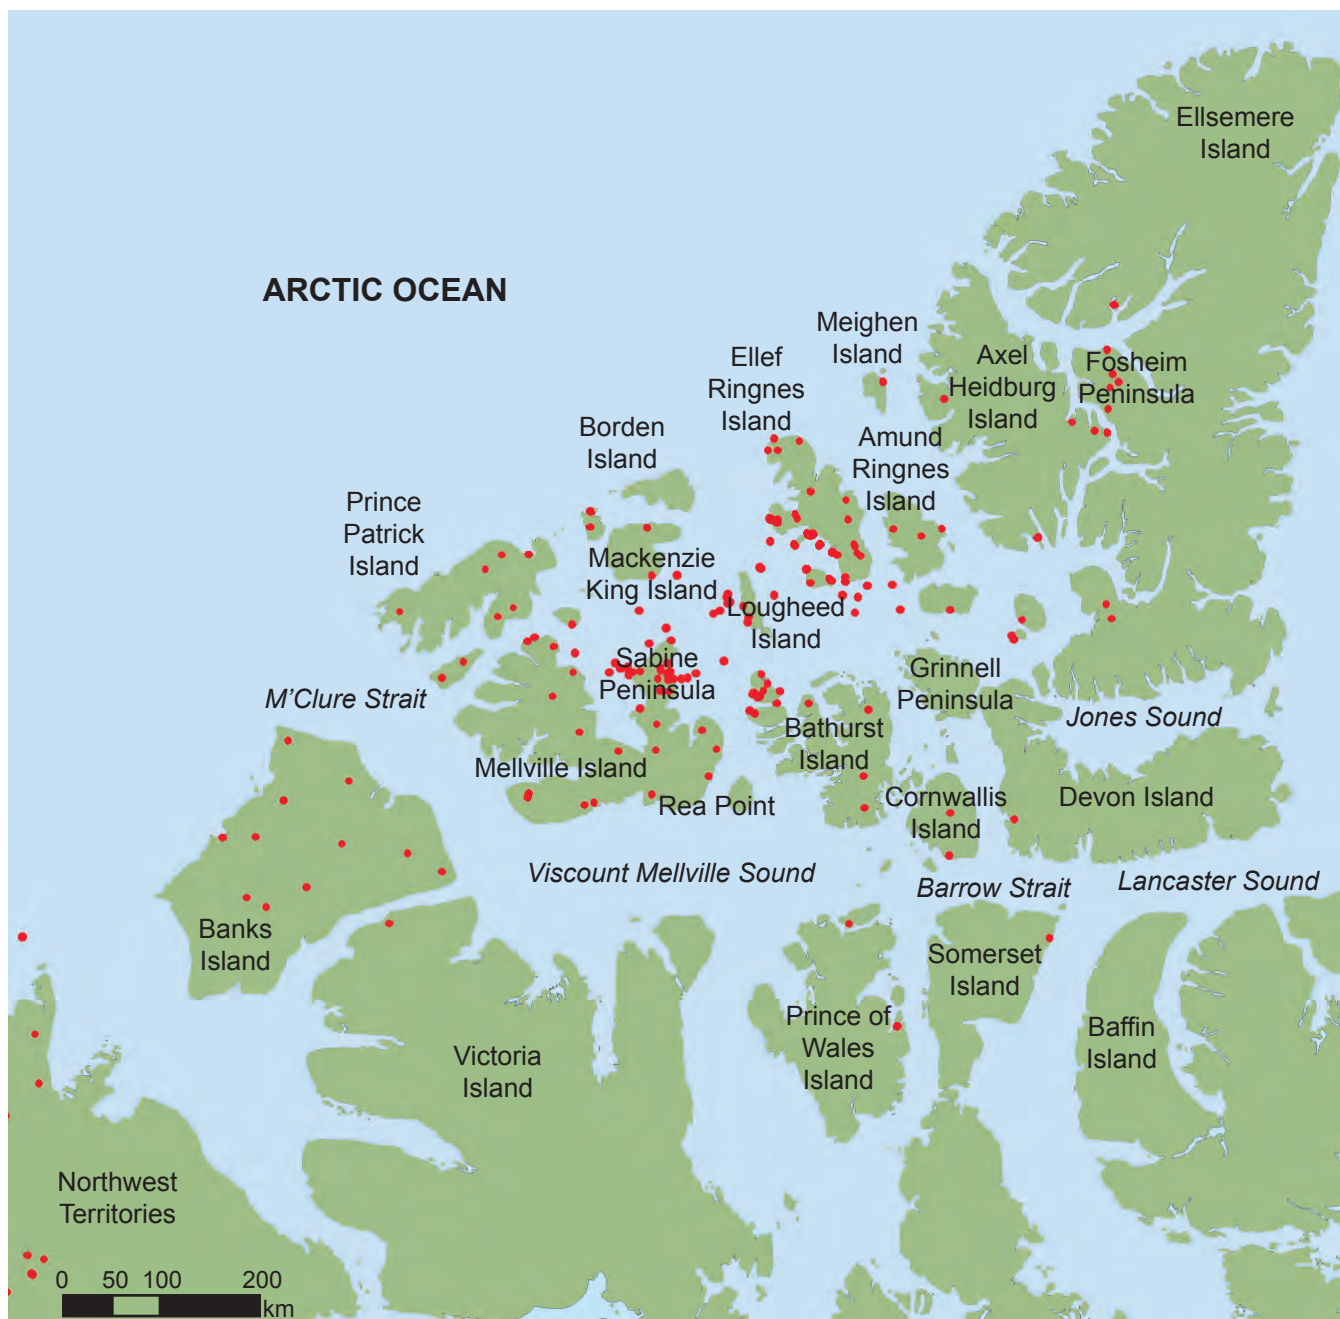 Ellsemere
Island
ARCTIC OCEAN
Meighen
Island
Ellef
Ringnes
Island
Axel
Heidburg
Island
Fosheim
Peninsula
Borden
Island
Amund
Ringnes
Island
Prince
Patrick
Island
Mackenzie
King Island
Lougheed
Island
Sabine
Peninsula
Grinnell
Peninsula
M'Clure Strait
Jones Sound
Bathurst
Island
Mellville Island
Rea Point
Cornwallis
Island
Devon Island
Viscount Mellville Sound
Barrow Strait
Lancaster Sound
Banks
Island
Somerset
Island
Prince of
Wales
Island
Baffin
Island
Victoria
Island
Northwest
Territories
0 50 100 200
km